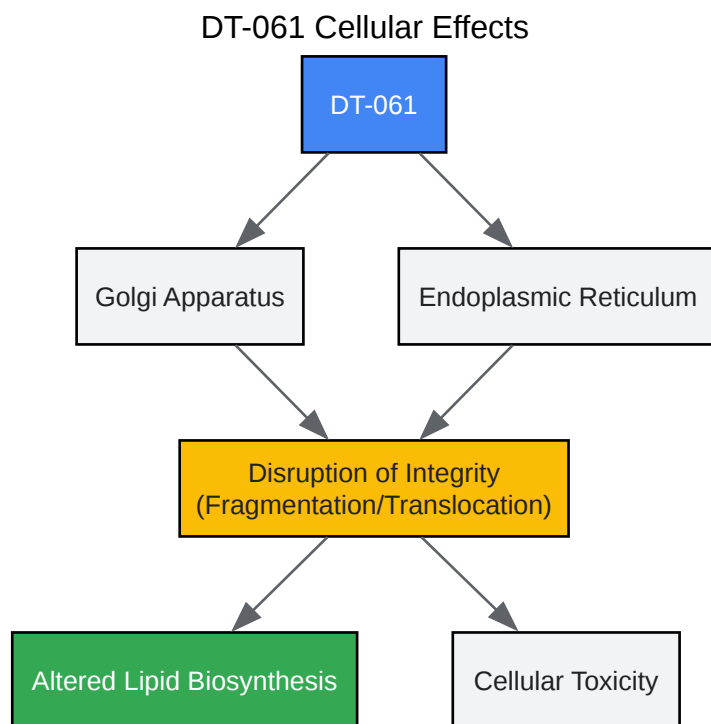 DT-061 Cellular Effects
DT-061
Golgi Apparatus
Endoplasmic Reticulum
Disruption of Integrity
(Fragmentation/Translocation)
Altered Lipid Biosynthesis
Cellular Toxicity